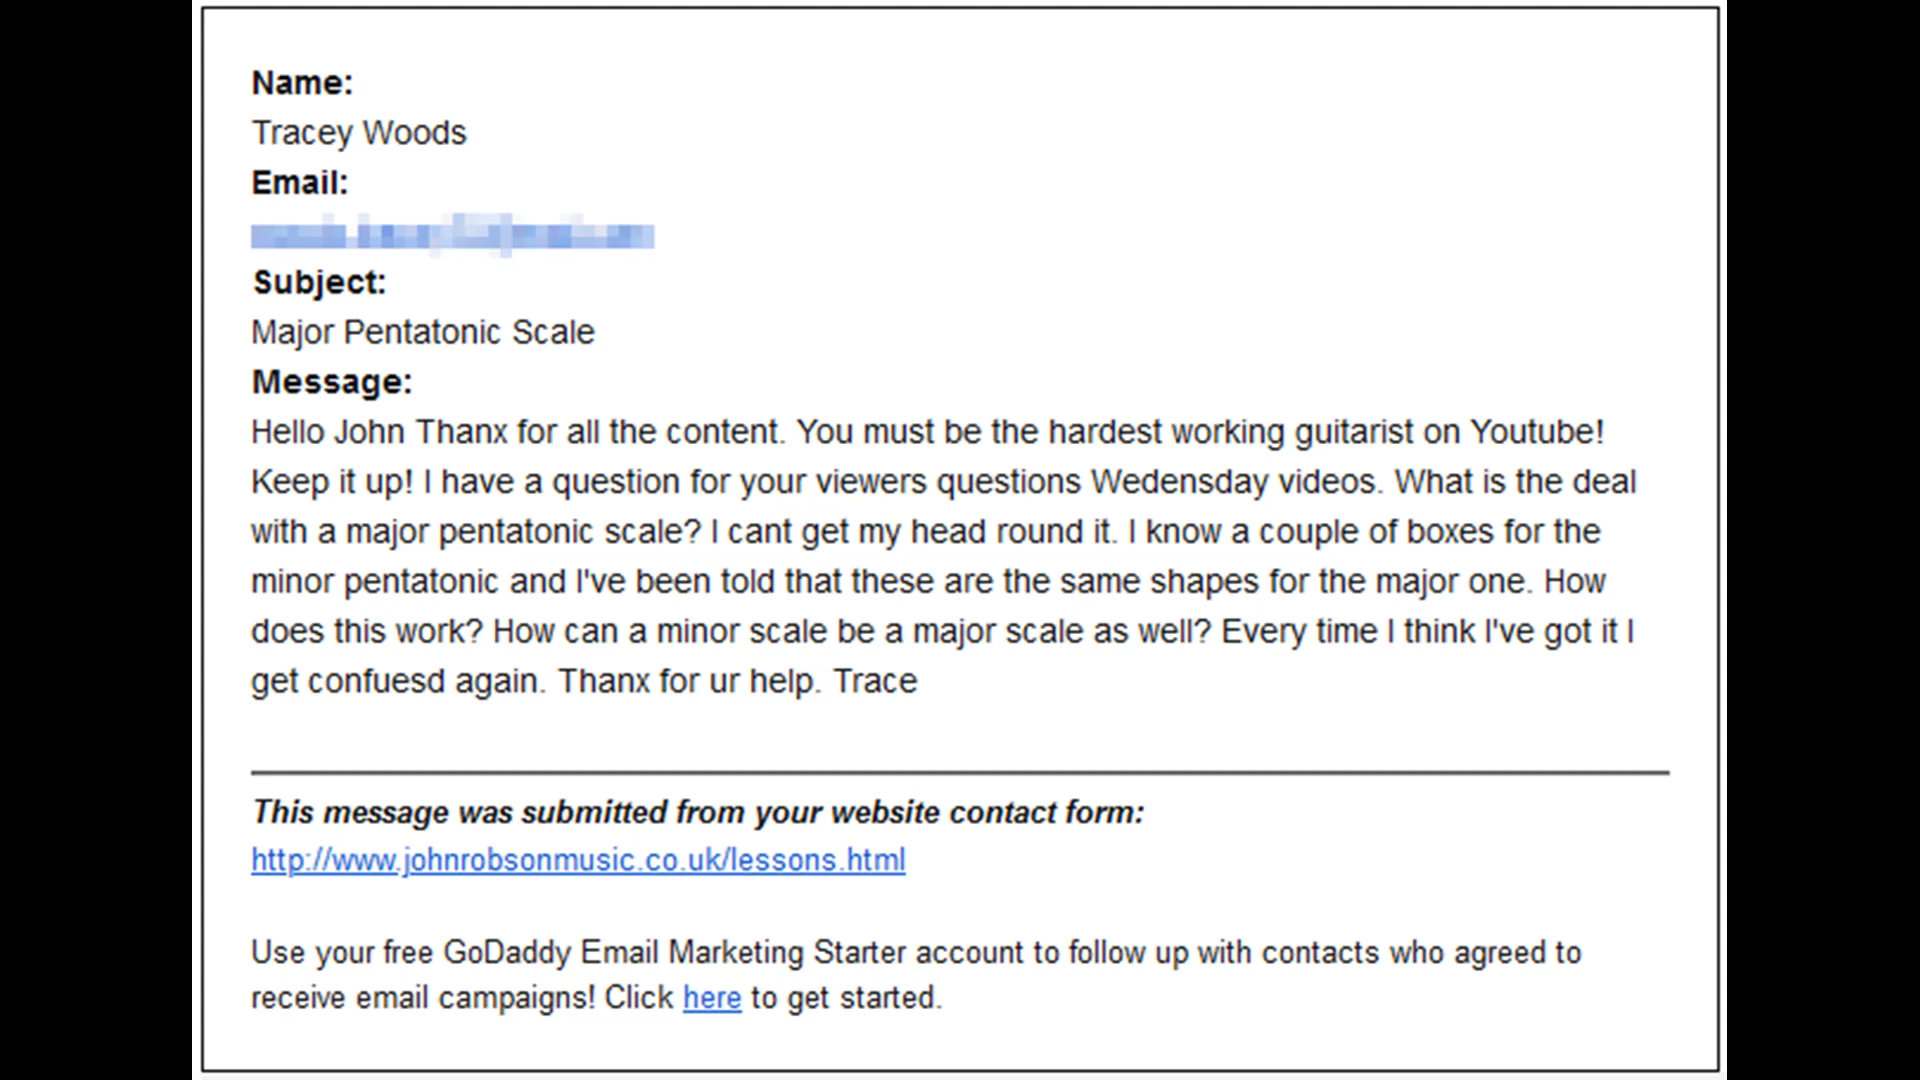 Name:
Tracey Woods
Email:
Subject:
Major Pentatonic Scale
Message:
Hello John Thanx for all the content. You must be the hardest working guitarist on Youtube!
Keep it up! I have a question for your viewers questions Wedensday videos. What is the deal
with a major pentatonic scale? I cant get my head round it. I know a couple of boxes for the
minor pentatonic and I've been told that these are the same shapes for the major one. How
does this work? How can a minor scale be a major scale as well? Every time I think I've got it I
get confuesd again. Thanx for ur help. Trace
This message was submitted from your website contact form:
http://www.johnrobsonmusic.co.uk/lessons.html
Use your free GoDaddy Email Marketing Starter account to follow up with contacts who agreed to
receive email campaigns! Click here to get started.